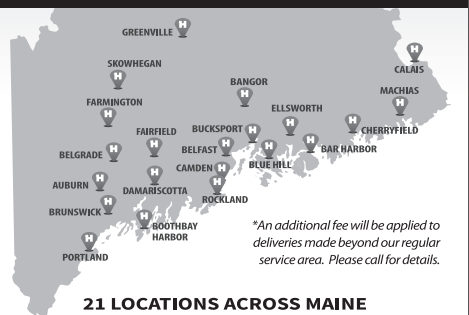 GREENVILLE
SKOWHEGAN
CALAIS
BANGOR
MACHIAS
FARMINGTON
ELLSWORTH
FAIRFIELD
BUCKSPORT
CHERRYFIELD
BELGRADE
BELFAST
BLUE HILL
BAR HARBOR
CAMDEN
AUBURN
DAMARISCOTTA
ROCKLAND
BRUNSWICK
BOOTHBAY
HARBOR
PORTLAND
*An additional fee will be applied to
deliveries made beyond our regular
service area. Please call for details.
21 LOCATIONS ACROSS MAINE